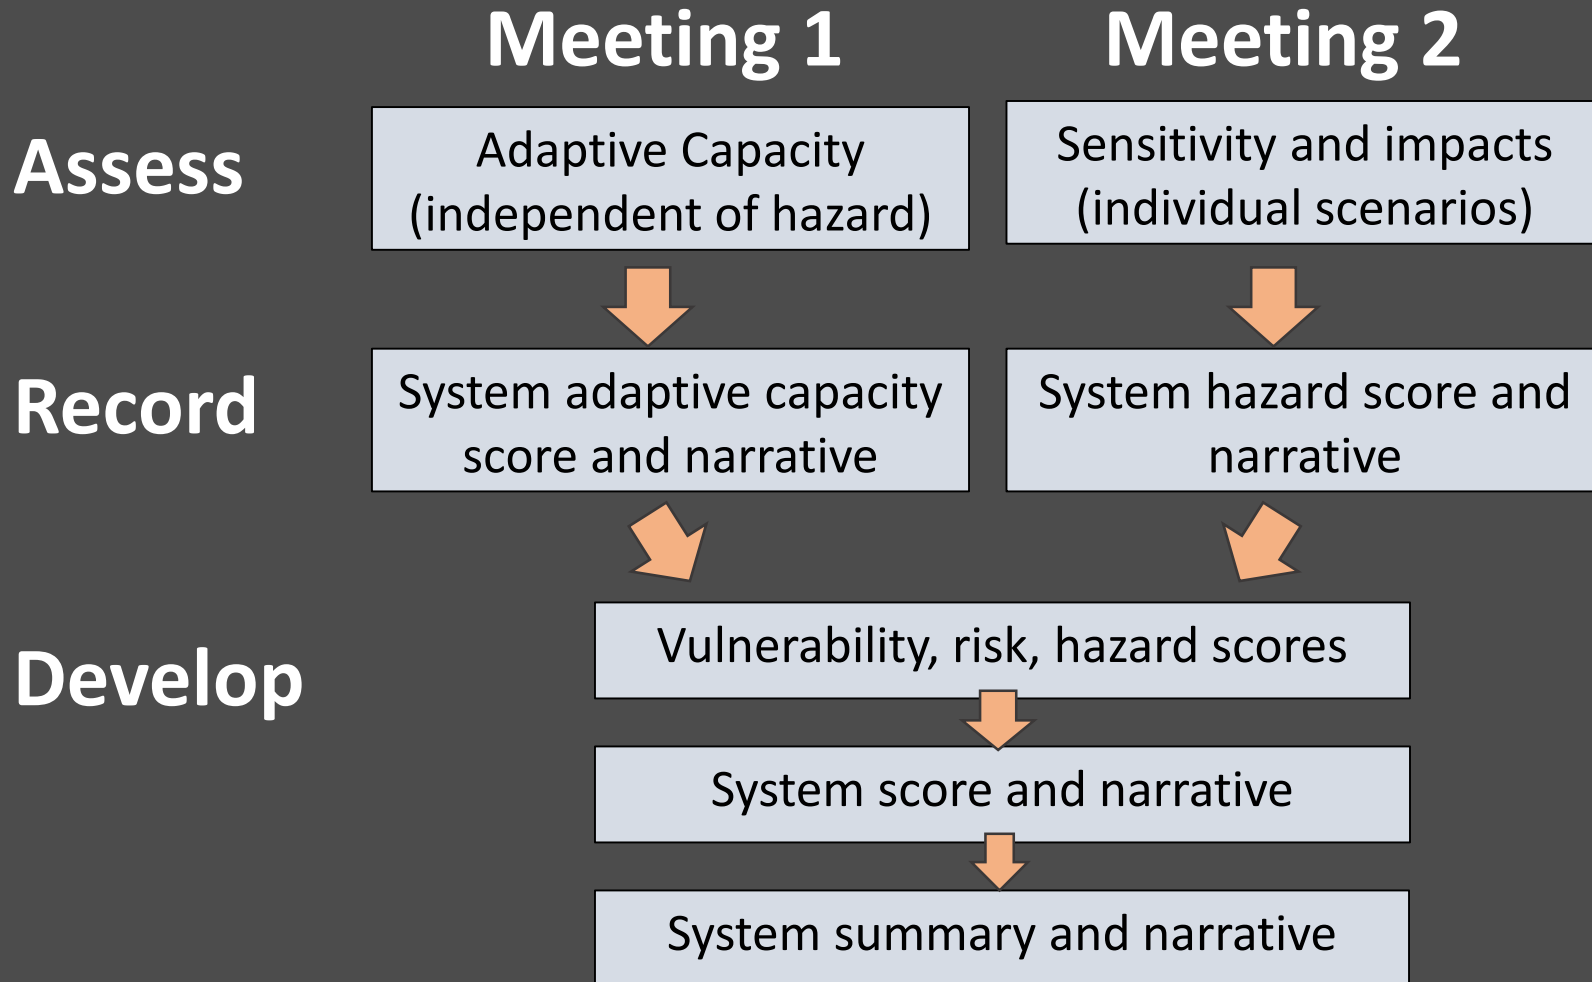 Meeting 1
Meeting 2
Assess
Adaptive Capacity
(independent of hazard)
Sensitivity and impacts
(individual scenarios)
Record
System adaptive capacity
score and narrative
System hazard score and
narrative
Develop
Vulnerability, risk, hazard scores
System score and narrative
System summary and narrative